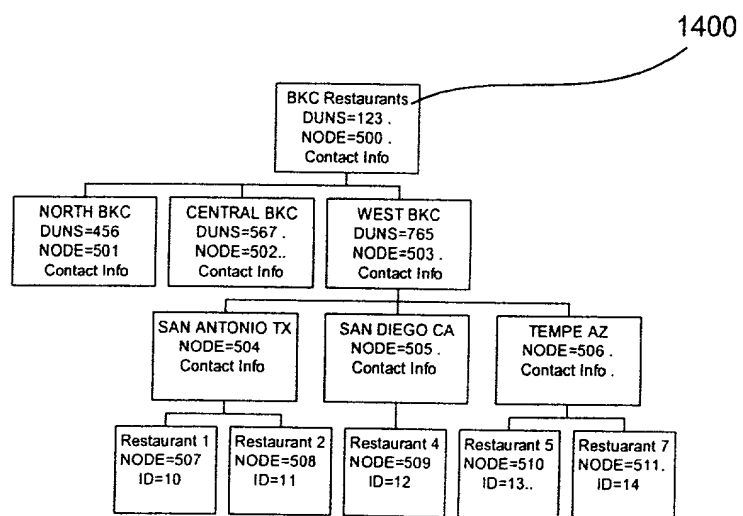 1400
BKC Restaurants
DUNS=123 .
NODE=500 .
Contact Info
NORTH BKC
DUNS=456
NODE=501
Contact Info
CENTRAL BKC
DUNS=567 .
NODE=502..
Contact Info
WEST BKC
DUNS=765
NODE=503 .
Contact Info
SAN ANTONIO TX
NODE=504
Contact Info
SAN DIEGO CA
NODE=505 .
Contact Info
TEMPE AZ
NODE=506 .
Contact Info .
Restaurant 1
NODE=507
ID=10
Restaurant 2
NODE=508
ID=11
Restaurant 4
NODE=509
ID=12
Restaurant 5
NODE=510
ID=13..
Restuarant 7
NODE=511.
ID=14